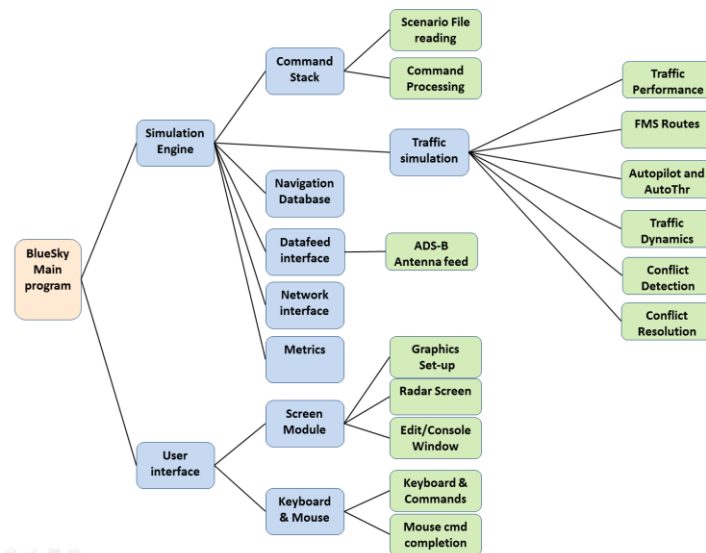 Scenario File
reading
Command
Stack
Command
Processing
Traffic
Performance
Simulation
Engine
Traffic
simulation
FMS Routes
Navigation
Database
Autopilot and
AutoThr
BlueSky
Main
program
Datafeed
interface
ADS-B
Antenna feed
Traffic
Dynamics
Network
interface
Conflict
Detection
Metrics
Conflict
Resolution
Graphics
Set-up
Screen
Module
Radar Screen
Edit/Console
Window
User
interface
Keyboard
& Mouse
Keyboard &
Commands
Mouse cmd
completion